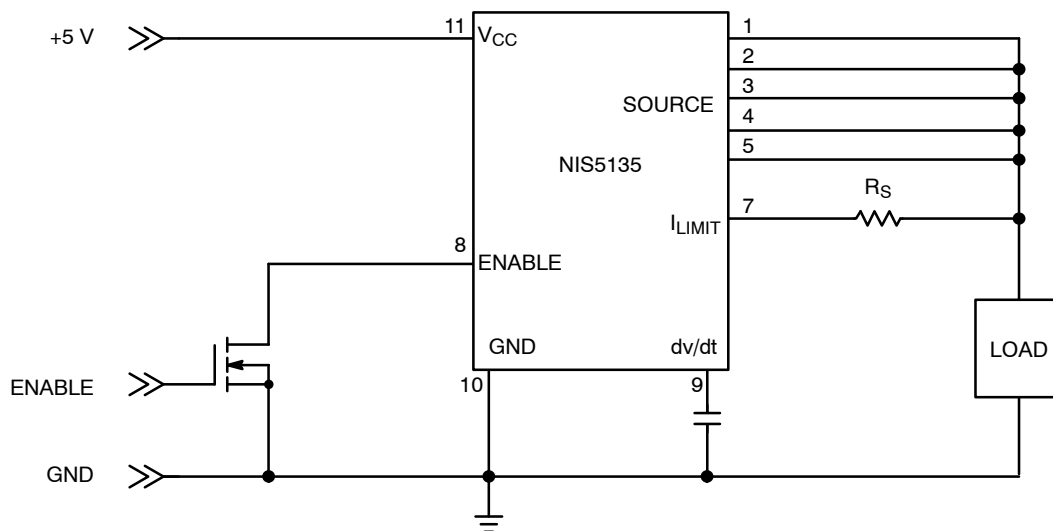 +5 V
11
V_CC
1
2
3
SOURCE
4
5
NIS5135
R_S
7
I_LIMIT
8
ENABLE
GND
dv/dt
LOAD
10
9
ENABLE
GND